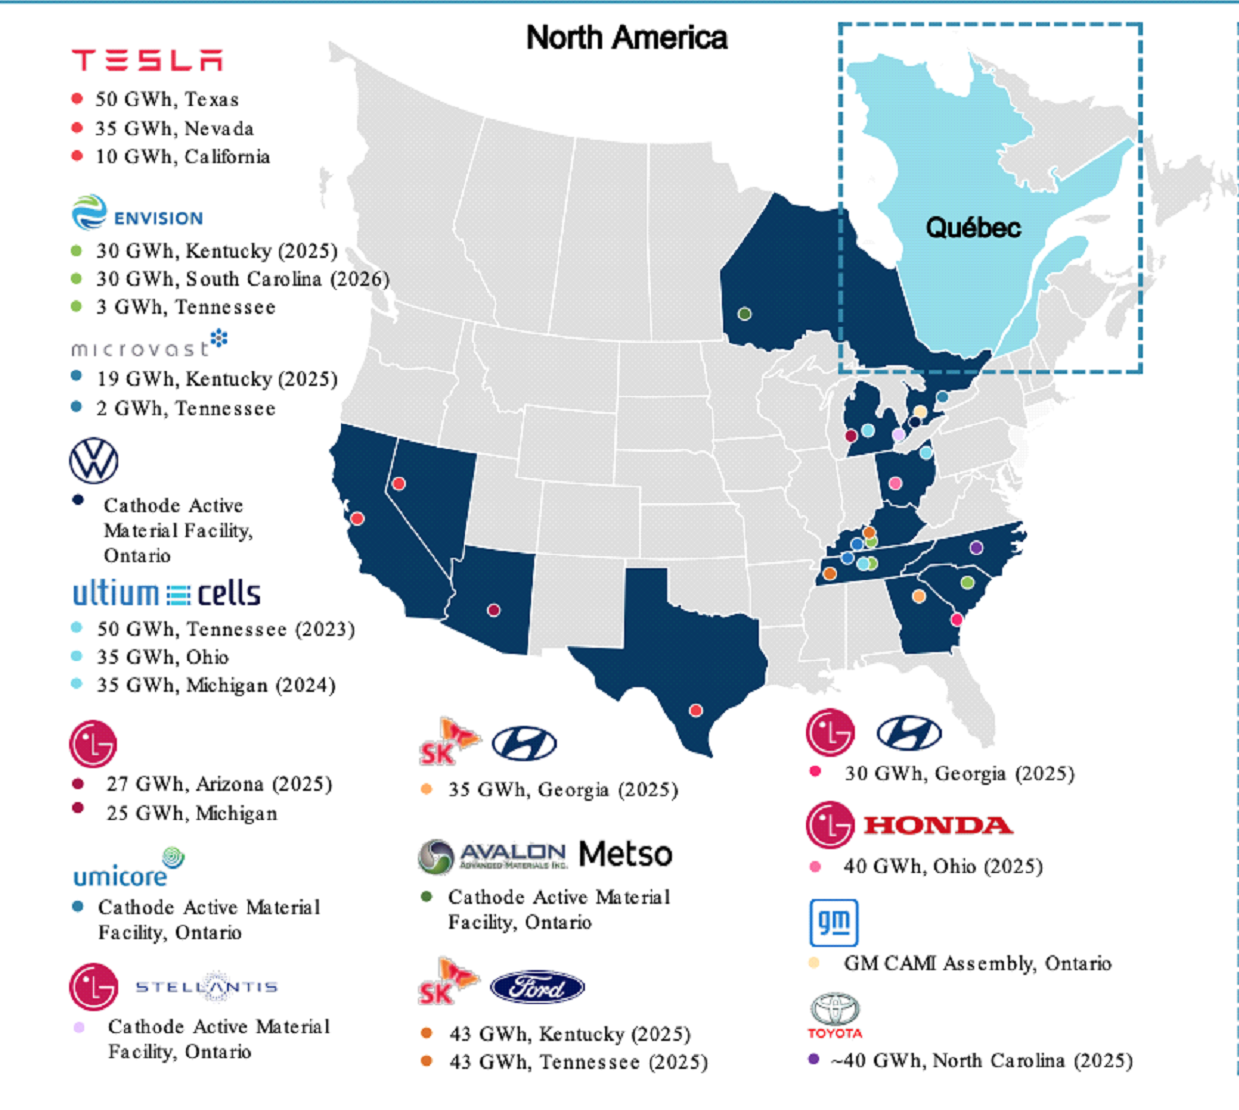 North America
Québec
TESLA
50 GWh, Texas
35 GWh, Nevada
10 GWh, California
ENVISION
30 GWh, Kentucky (2025)
30 GWh, South Carolina (2026)
3 GWh, Tennessee
microvast
19 GWh, Kentucky (2025)
2 GWh, Tennessee
VW
Cathode Active
Material Facility,
Ontario
ultium cells
50 GWh, Tennessee (2023)
35 GWh, Ohio
35 GWh, Michigan (2024)
LG
27 GWh, Arizona (2025)
25 GWh, Michigan
umicore
Cathode Active Material
Facility, Ontario
LG STELLANTIS
Cathode Active Material
Facility, Ontario
SK
35 GWh, Georgia (2025)
AVALON Metso
ADVANCED MATERIALS INC.
Cathode Active Material
Facility, Ontario
SK Ford
43 GWh, Kentucky (2025)
43 GWh, Tennessee (2025)
LG
30 GWh, Georgia (2025)
LG HONDA
40 GWh, Ohio (2025)
gm
GM CAMI Assembly, Ontario
TOYOTA
~40 GWh, North Carolina (2025)